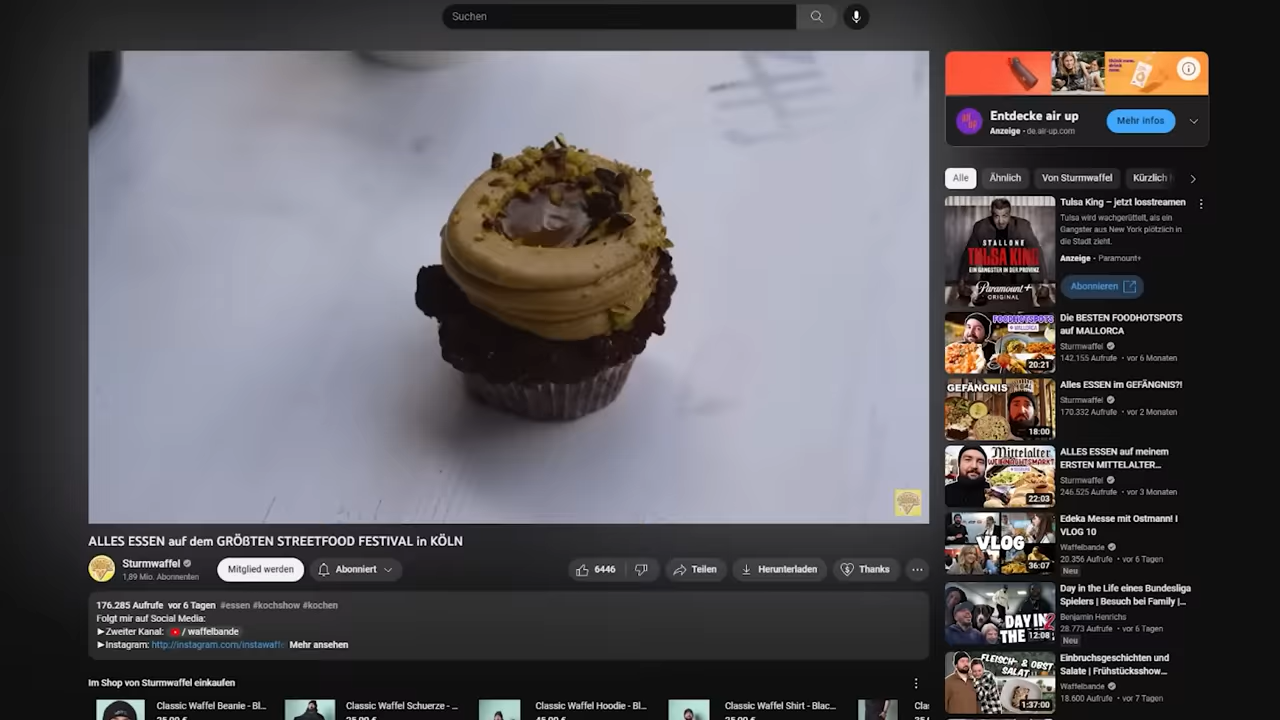 Suchen
Entdecke air up
Anzeige • de.air-up.com
Mehr infos
Alle
Ähnlich
Von Sturmwaffel
Kürzlich
STALLONE
TULSA KING
EIN GANGSTER IN DER PROVINZ
Paramount+
ORIGINAL
Tulsa King – jetzt losstreamen
Tulsa wird wachgerüttelt, als ein
Gangster aus New York plötzlich in
die Stadt zieht.
Anzeige • Paramount+
Abonnieren
FOODHOTSPOTS
MALLORCA
20:21
Die BESTEN FOODHOTSPOTS
auf MALLORCA
Sturmwaffel
142.155 Aufrufe • vor 6 Monaten
GEFÄNGNIS
18:00
Alles ESSEN im GEFÄNGNIS?!
Sturmwaffel
170.332 Aufrufe • vor 2 Monaten
Mittelalter
WEIHNACHTSMARKT
22:03
ALLES ESSEN auf meinem
ERSTEN MITTELALTER...
Sturmwaffel
246.525 Aufrufe • vor 3 Monaten
VLOG
36:07
Edeka Messe mit Ostmann! I
VLOG 10
Waffelbande
20.356 Aufrufe • vor 6 Tagen
Neu
DAY IN
THE
12:08
Day in the Life eines Bundesliga
Spielers | Besuch bei Family |...
Benjamin Henrichs
28.773 Aufrufe • vor 6 Tagen
Neu
FLEISCH- & OBST
SALAT
1:37:00
Einbruchsgeschichten und
Salate | Frühstücksshow...
Waffelbande
18.600 Aufrufe • vor 7 Tagen
ALLES ESSEN auf dem GRÖßTEN STREETFOOD FESTIVAL in KÖLN
Sturmwaffel
1,89 Mio. Abonnenten
Mitglied werden
Abonniert
6446
Teilen
Herunterladen
Thanks
176.285 Aufrufe vor 6 Tagen #essen #kochshow #kochen
Folgt mir auf Social Media:
►Zweiter Kanal: / waffelbande
►Instagram: http://instagram.com/instawaff Mehr ansehen
Im Shop von Sturmwaffel einkaufen
Classic Waffel Beanie - Bl...
Classic Waffel Schuerze - ...
Classic Waffel Hoodie - Bl...
Classic Waffel Shirt - Blac...
Cla